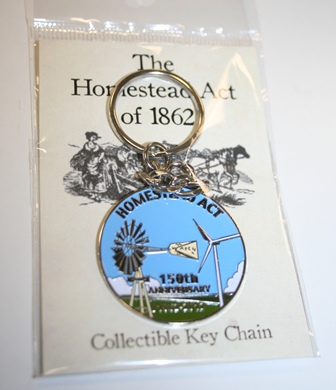 The
Homestead Act
of 1862
HOMESTEAD ACT
150th
ANNIVERSARY
Collectible Key Chain